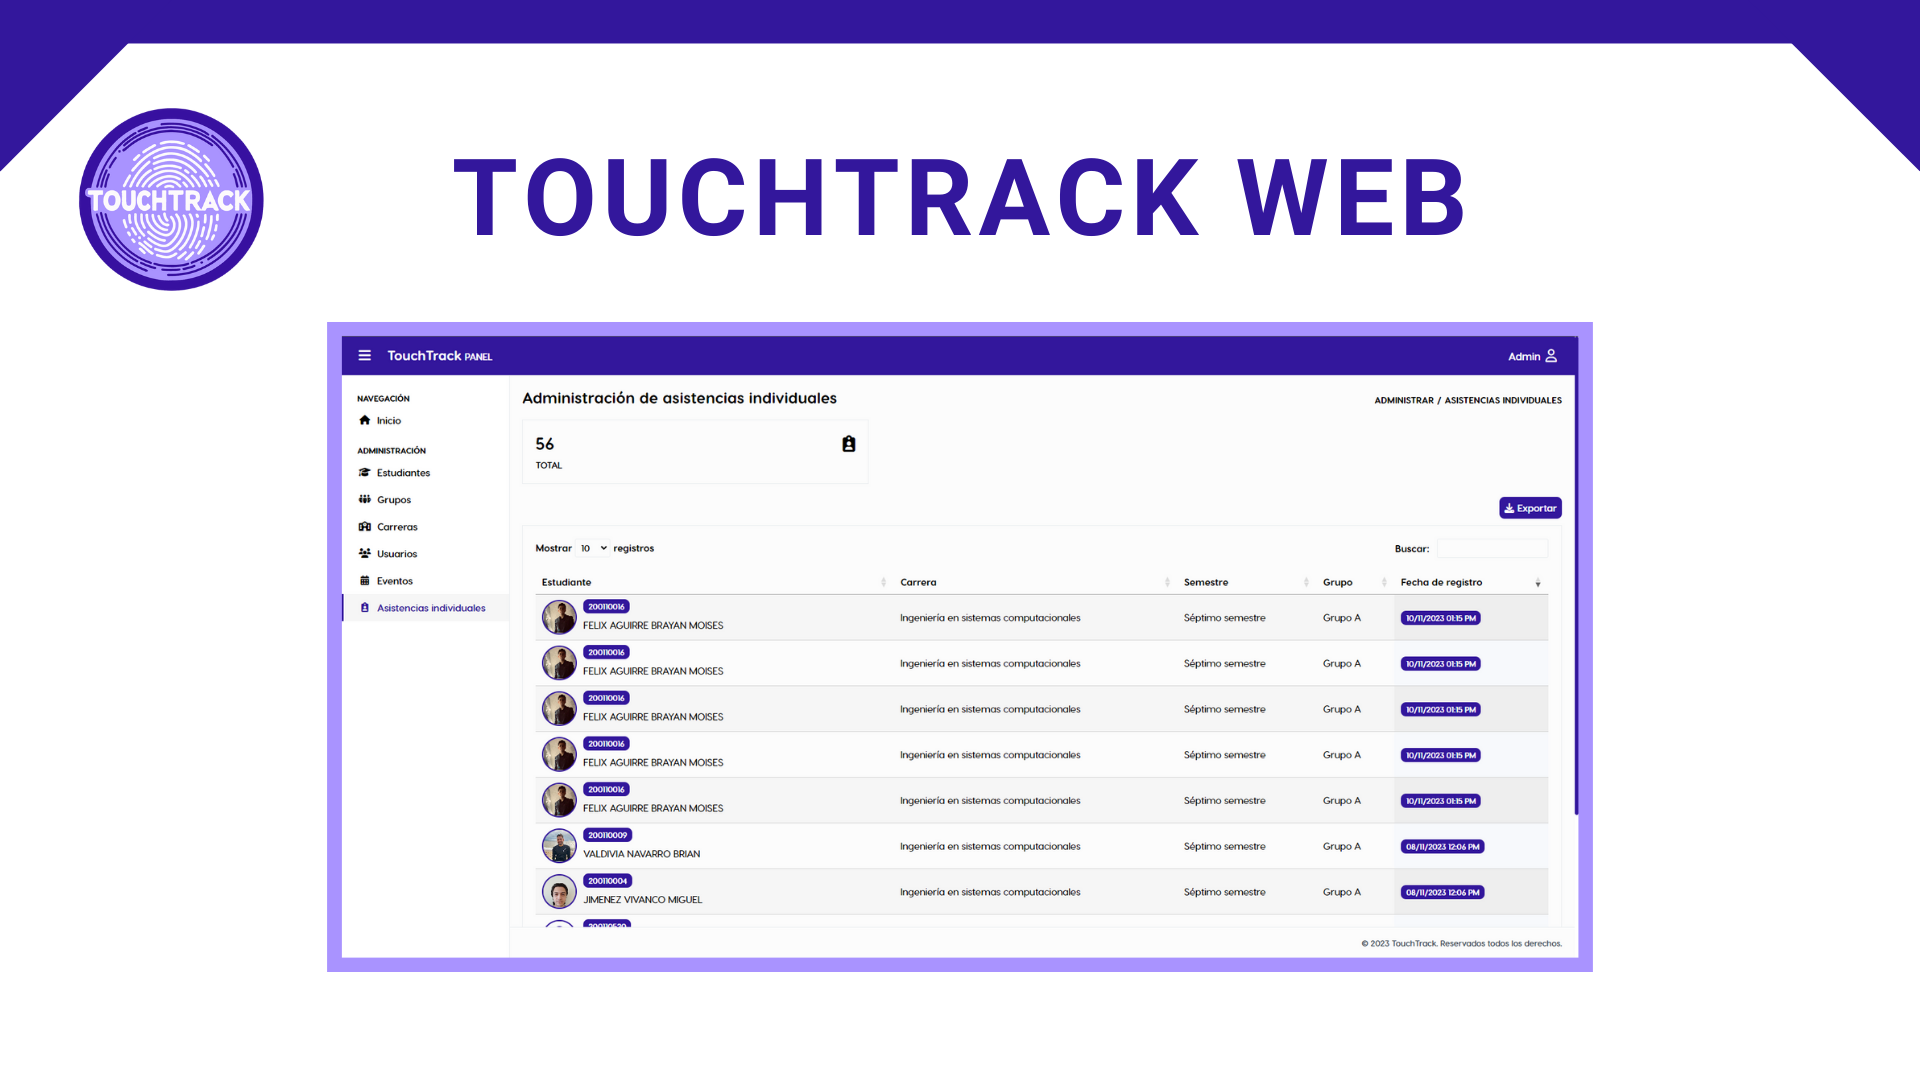 TOUCHTRACK
TOUCHTRACK WEB
TouchTrack PANEL
Admin
NAVEGACIÓN
Inicio
ADMINISTRACIÓN
Estudiantes
Grupos
Carreras
Usuarios
Eventos
Asistencias individuales
Administración de asistencias individuales
ADMINISTRAR / ASISTENCIAS INDIVIDUALES
56
TOTAL
Exportar
Mostrar 10 registros
Buscar:
Estudiante Carrera Semestre Grupo Fecha de registro
200110016
FELIX AGUIRRE BRAYAN MOISES Ingeniería en sistemas computacionales Séptimo semestre Grupo A 10/11/2023 01:15 PM
200110016
FELIX AGUIRRE BRAYAN MOISES Ingeniería en sistemas computacionales Séptimo semestre Grupo A 10/11/2023 01:15 PM
200110016
FELIX AGUIRRE BRAYAN MOISES Ingeniería en sistemas computacionales Séptimo semestre Grupo A 10/11/2023 01:15 PM
200110016
FELIX AGUIRRE BRAYAN MOISES Ingeniería en sistemas computacionales Séptimo semestre Grupo A 10/11/2023 01:15 PM
200110016
FELIX AGUIRRE BRAYAN MOISES Ingeniería en sistemas computacionales Séptimo semestre Grupo A 10/11/2023 01:15 PM
200110009
VALDIVIA NAVARRO BRIAN Ingeniería en sistemas computacionales Séptimo semestre Grupo A 08/11/2023 12:06 PM
200110004
JIMENEZ VIVANCO MIGUEL Ingeniería en sistemas computacionales Séptimo semestre Grupo A 08/11/2023 12:06 PM
© 2023 TouchTrack. Reservados todos los derechos.